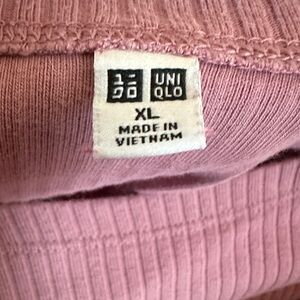 ユニ UNI
クロ QLO
XL
MADE IN
VIETNAM